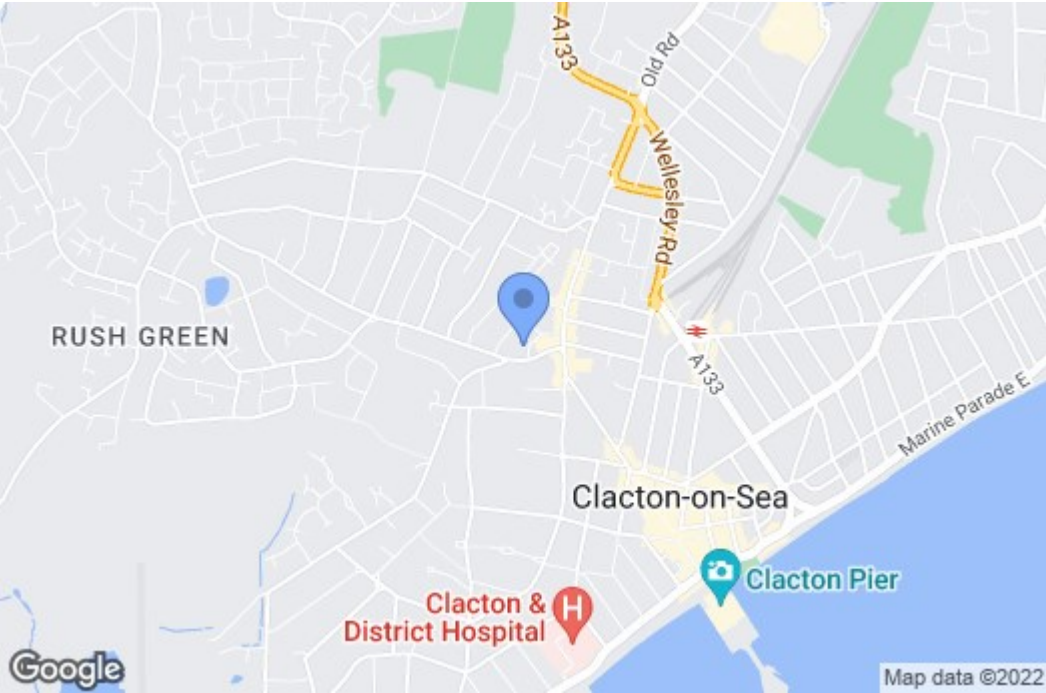 A133
Old Rd
Wellesley Rd
RUSH GREEN
A133
Marine Parade E
Clacton-on-Sea
Clacton Pier
Clacton &
District Hospital
H
Google
Map data ©2022